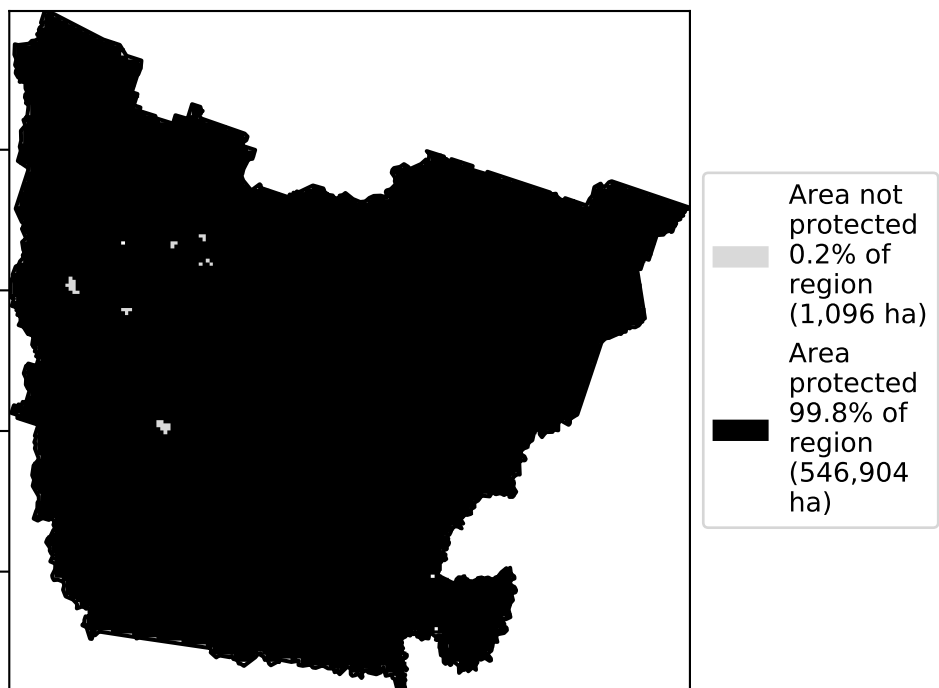 Area not
protected
0.2% of
region
(1,096 ha)
Area
protected
99.8% of
region
(546,904
ha)